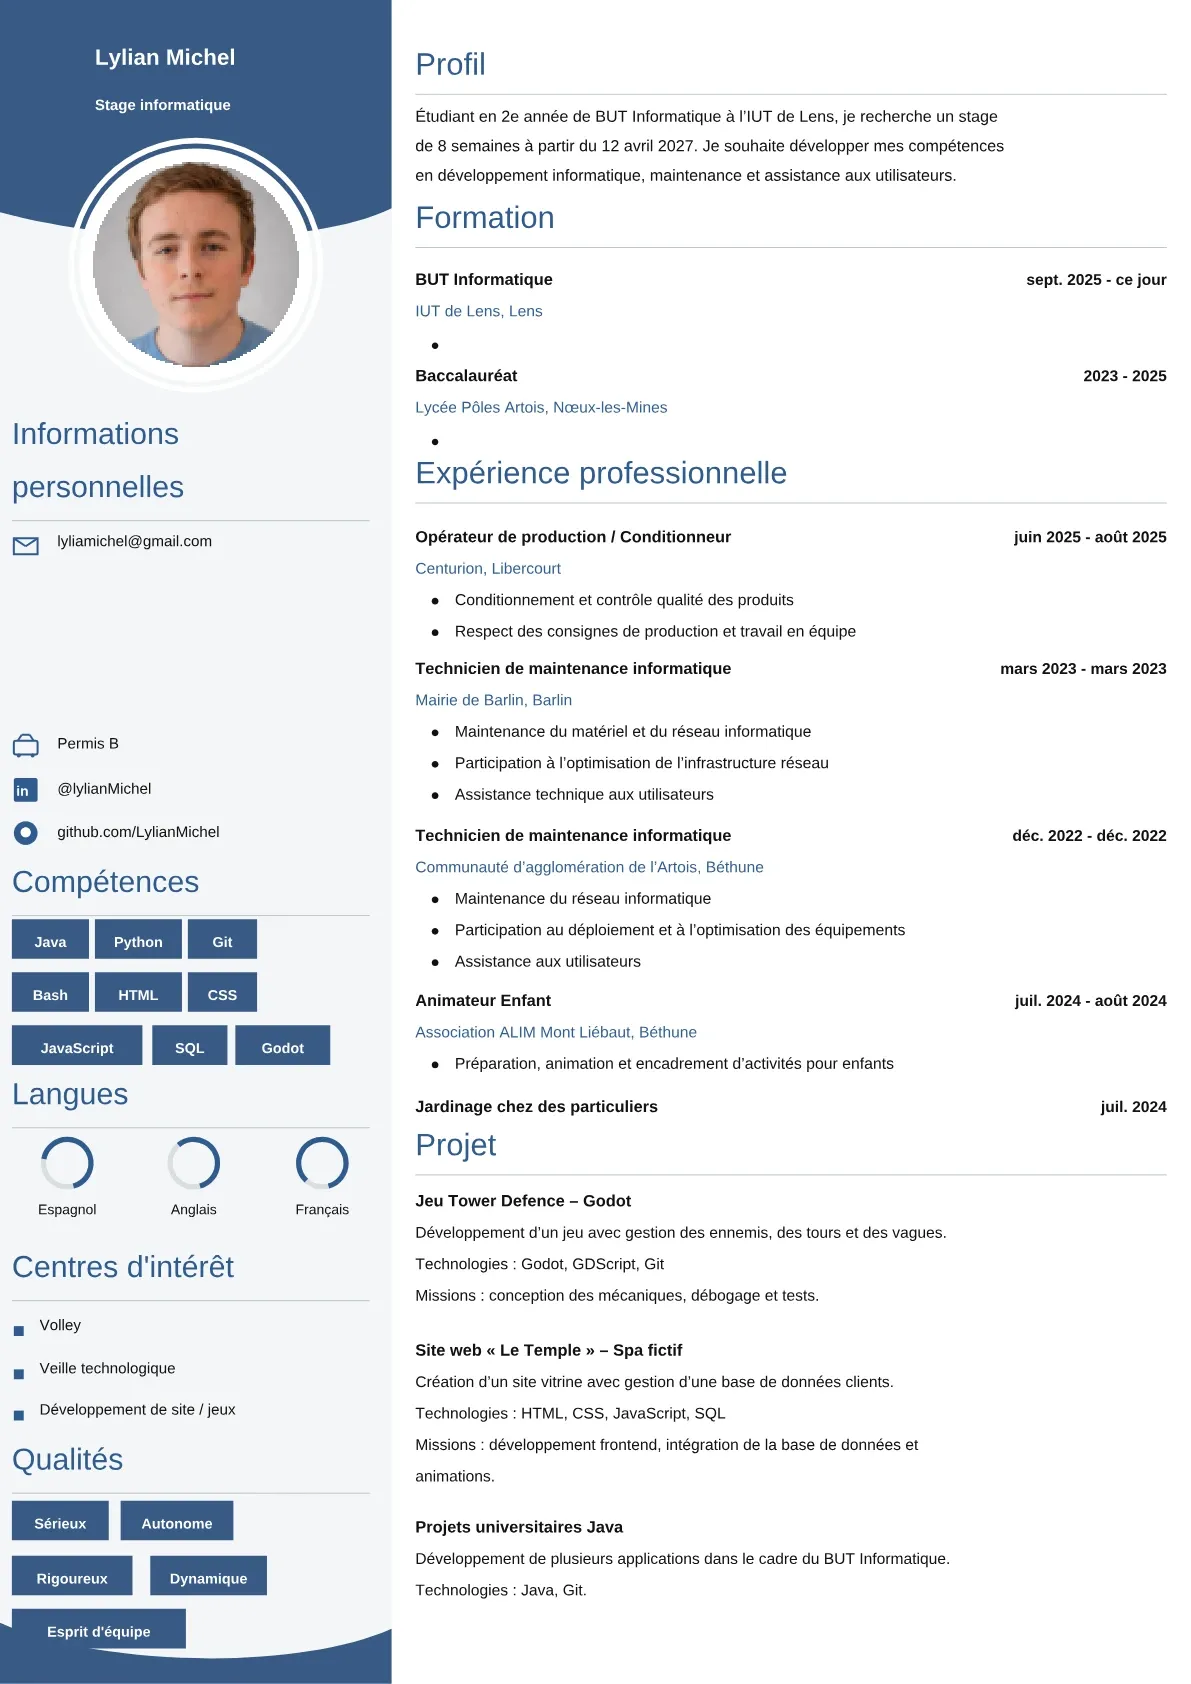 Lylian Michel
Stage informatique
Informations
personnelles
lyliamichel@gmail.com
Permis B
in
@lylianMichel
github.com/LylianMichel
Compétences
Java Python Git
Bash HTML CSS
JavaScript SQL Godot
Langues
Espagnol Anglais Français
Centres d'intérêt
Volley
Veille technologique
Développement de site / jeux
Qualités
Sérieux Autonome
Rigoureux Dynamique
Esprit d'équipe
Profil
Étudiant en 2e année de BUT Informatique à l’IUT de Lens, je recherche un stage
de 8 semaines à partir du 12 avril 2027. Je souhaite développer mes compétences
en développement informatique, maintenance et assistance aux utilisateurs.
Formation
BUT Informatique sept. 2025 - ce jour
IUT de Lens, Lens
●
Baccalauréat 2023 - 2025
Lycée Pôles Artois, Nœux-les-Mines
●
Expérience professionnelle
Opérateur de production / Conditionneur juin 2025 - août 2025
Centurion, Libercourt
● Conditionnement et contrôle qualité des produits
● Respect des consignes de production et travail en équipe
Technicien de maintenance informatique mars 2023 - mars 2023
Mairie de Barlin, Barlin
● Maintenance du matériel et du réseau informatique
● Participation à l’optimisation de l’infrastructure réseau
● Assistance technique aux utilisateurs
Technicien de maintenance informatique déc. 2022 - déc. 2022
Communauté d’agglomération de l’Artois, Béthune
● Maintenance du réseau informatique
● Participation au déploiement et à l’optimisation des équipements
● Assistance aux utilisateurs
Animateur Enfant juil. 2024 - août 2024
Association ALIM Mont Liébaut, Béthune
● Préparation, animation et encadrement d’activités pour enfants
Jardinage chez des particuliers juil. 2024
Projet
Jeu Tower Defence – Godot
Développement d’un jeu avec gestion des ennemis, des tours et des vagues.
Technologies : Godot, GDScript, Git
Missions : conception des mécaniques, débogage et tests.
Site web « Le Temple » – Spa fictif
Création d’un site vitrine avec gestion d’une base de données clients.
Technologies : HTML, CSS, JavaScript, SQL
Missions : développement frontend, intégration de la base de données et
animations.
Projets universitaires Java
Développement de plusieurs applications dans le cadre du BUT Informatique.
Technologies : Java, Git.